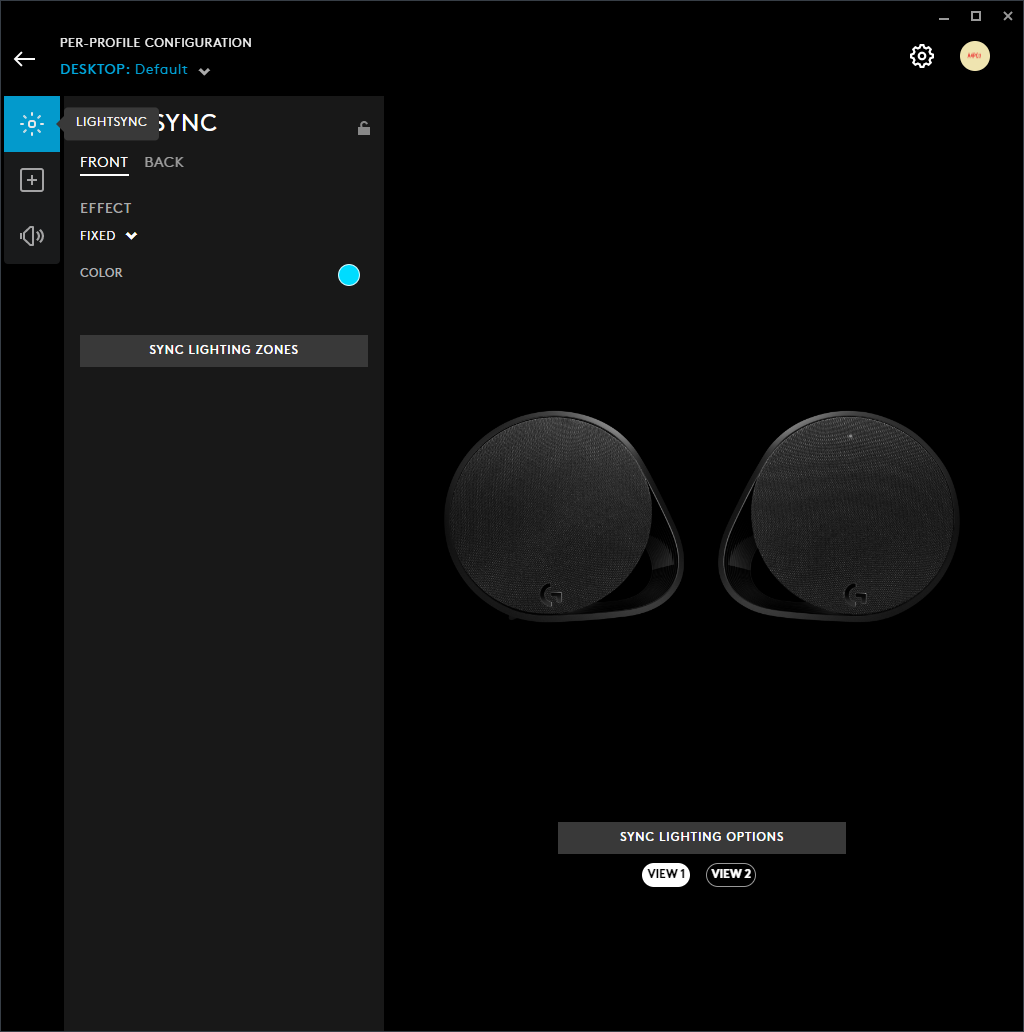 PER-PROFILE CONFIGURATION
DESKTOP: Default
LIGHTSYNC
SYNC
FRONT BACK
EFFECT
FIXED
COLOR
SYNC LIGHTING ZONES
SYNC LIGHTING OPTIONS
VIEW 1 VIEW 2